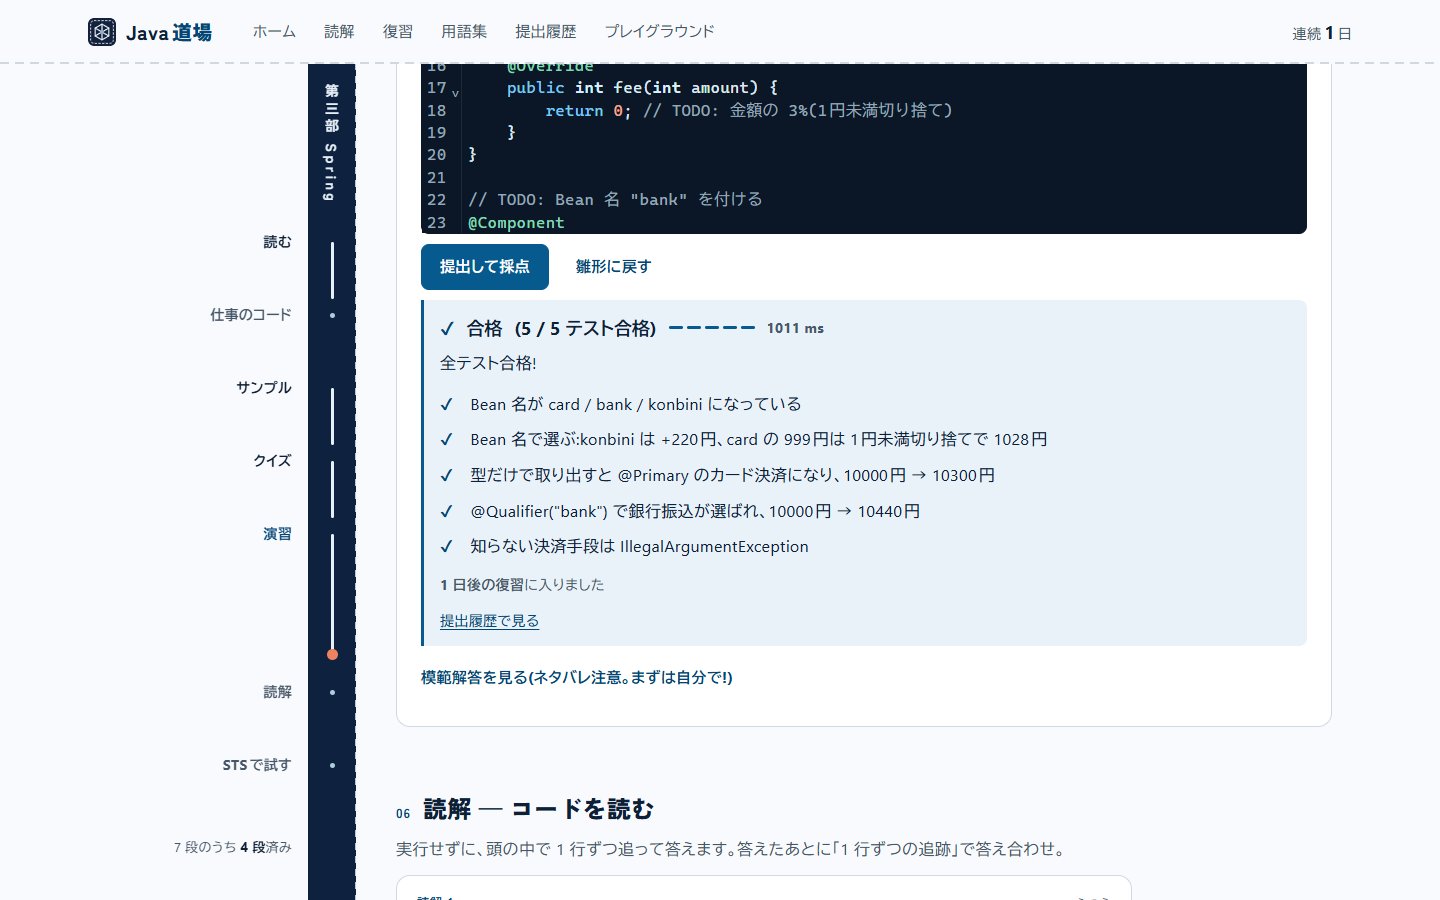 Java道場
ホーム 読解 復習 用語集 提出履歴 プレイグラウンド
連続 1 日
第三部 Spring
読む
仕事のコード
サンプル
クイズ
演習
読解
STSで試す
7 段のうち 4 段済み
16 @Override
17 public int fee(int amount) {
18 return 0; // TODO: 金額の 3%(1円未満切り捨て)
19 }
20 }
21
22 // TODO: Bean 名 "bank" を付ける
23 @Component
提出して採点 雛形に戻す
✓ 合格 (5 / 5 テスト合格) 1011 ms
全テスト合格!
✓ Bean 名が card / bank / konbini になっている
✓ Bean 名で選ぶ:konbini は +220円、card の 999円は 1円未満切り捨てで 1028円
✓ 型だけで取り出すと @Primary のカード決済になり、10000円 → 10300円
✓ @Qualifier("bank") で銀行振込が選ばれ、10000円 → 10440円
✓ 知らない決済手段は IllegalArgumentException
1 日後の復習に入りました
提出履歴で見る
模範解答を見る(ネタバレ注意。まずは自分で!)
06 読解 — コードを読む
実行せずに、頭の中で 1 行ずつ追って答えます。答えたあとに「1 行ずつの追跡」で答え合わせ。